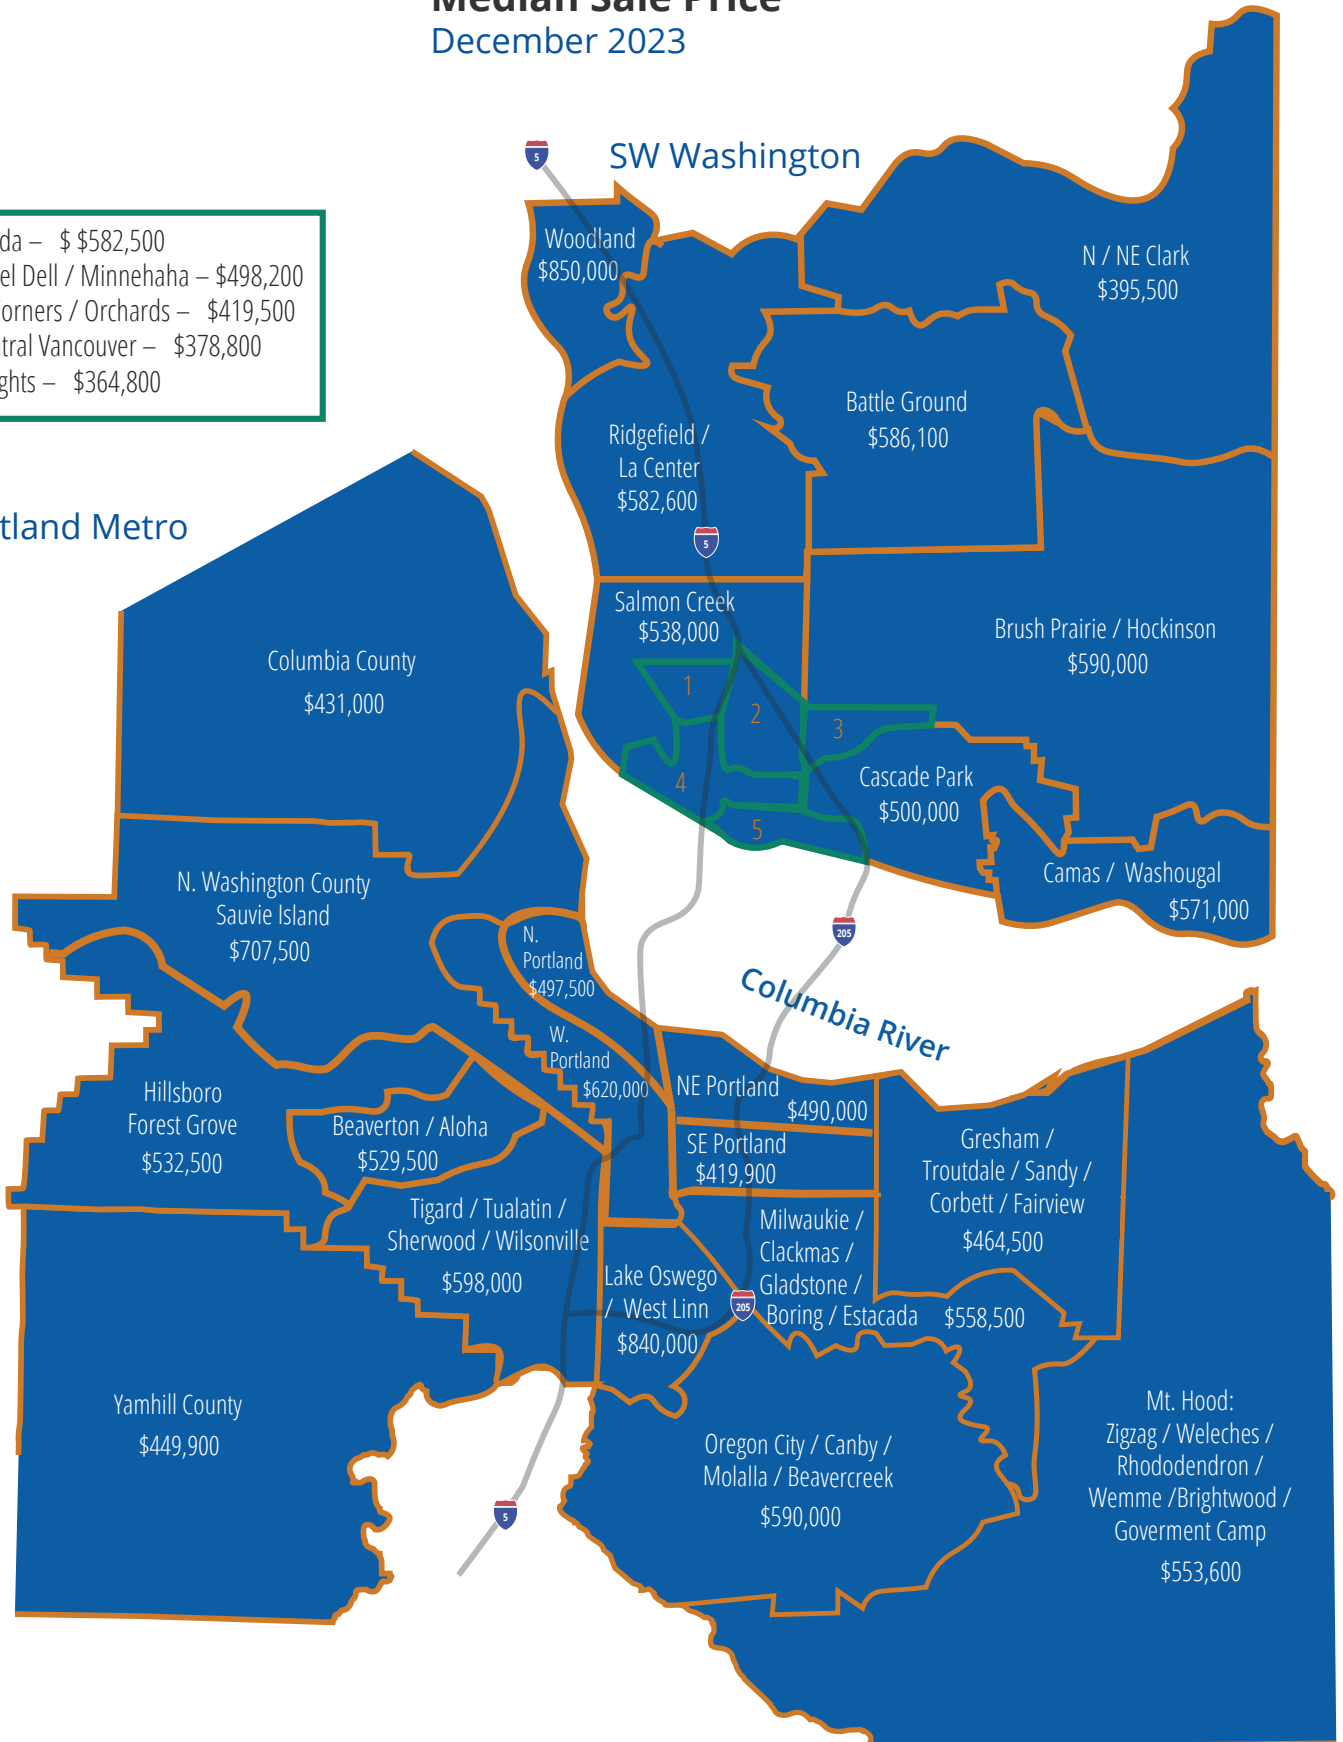 Median Sale Price
December 2023
SW Washington
da – $ $582,500
el Dell / Minnehaha – $498,200
orners / Orchards – $419,500
tral Vancouver – $378,800
ghts – $364,800
tland Metro
5
Woodland
$850,000
N / NE Clark
$395,500
Battle Ground
$586,100
Ridgefield /
La Center
$582,600
5
Salmon Creek
$538,000
Brush Prairie / Hockinson
$590,000
1
2
3
4
5
Cascade Park
$500,000
Camas / Washougal
$571,000
205
Columbia River
Columbia County
$431,000
N. Washington County
Sauvie Island
$707,500
N.
Portland
$497,500
W.
Portland
$620,000
NE Portland
$490,000
SE Portland
$419,900
Hillsboro
Forest Grove
$532,500
Beaverton / Aloha
$529,500
Tigard / Tualatin /
Sherwood / Wilsonville
$598,000
Gresham /
Troutdale / Sandy /
Corbett / Fairview
$464,500
Milwaukie /
Clackmas /
Gladstone /
Boring / Estacada
$558,500
Lake Oswego
/ West Linn
$840,000
205
Yamhill County
$449,900
Oregon City / Canby /
Molalla / Beavercreek
$590,000
Mt. Hood:
Zigzag / Weleches /
Rhododendron /
Wemme /Brightwood /
Goverment Camp
$553,600
5